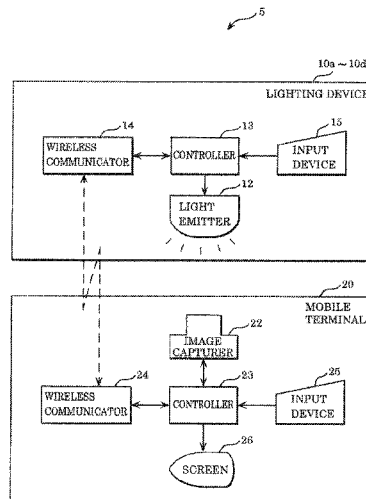 5
10a ~ 10d
LIGHTING DEVICE
14
13
15
WIRELESS
COMMUNICATOR
CONTROLLER
INPUT
DEVICE
12
LIGHT
EMITTER
20
MOBILE
TERMINAL
22
IMAGE
CAPTURER
24
23
25
WIRELESS
COMMUNICATOR
CONTROLLER
INPUT
DEVICE
26
SCREEN